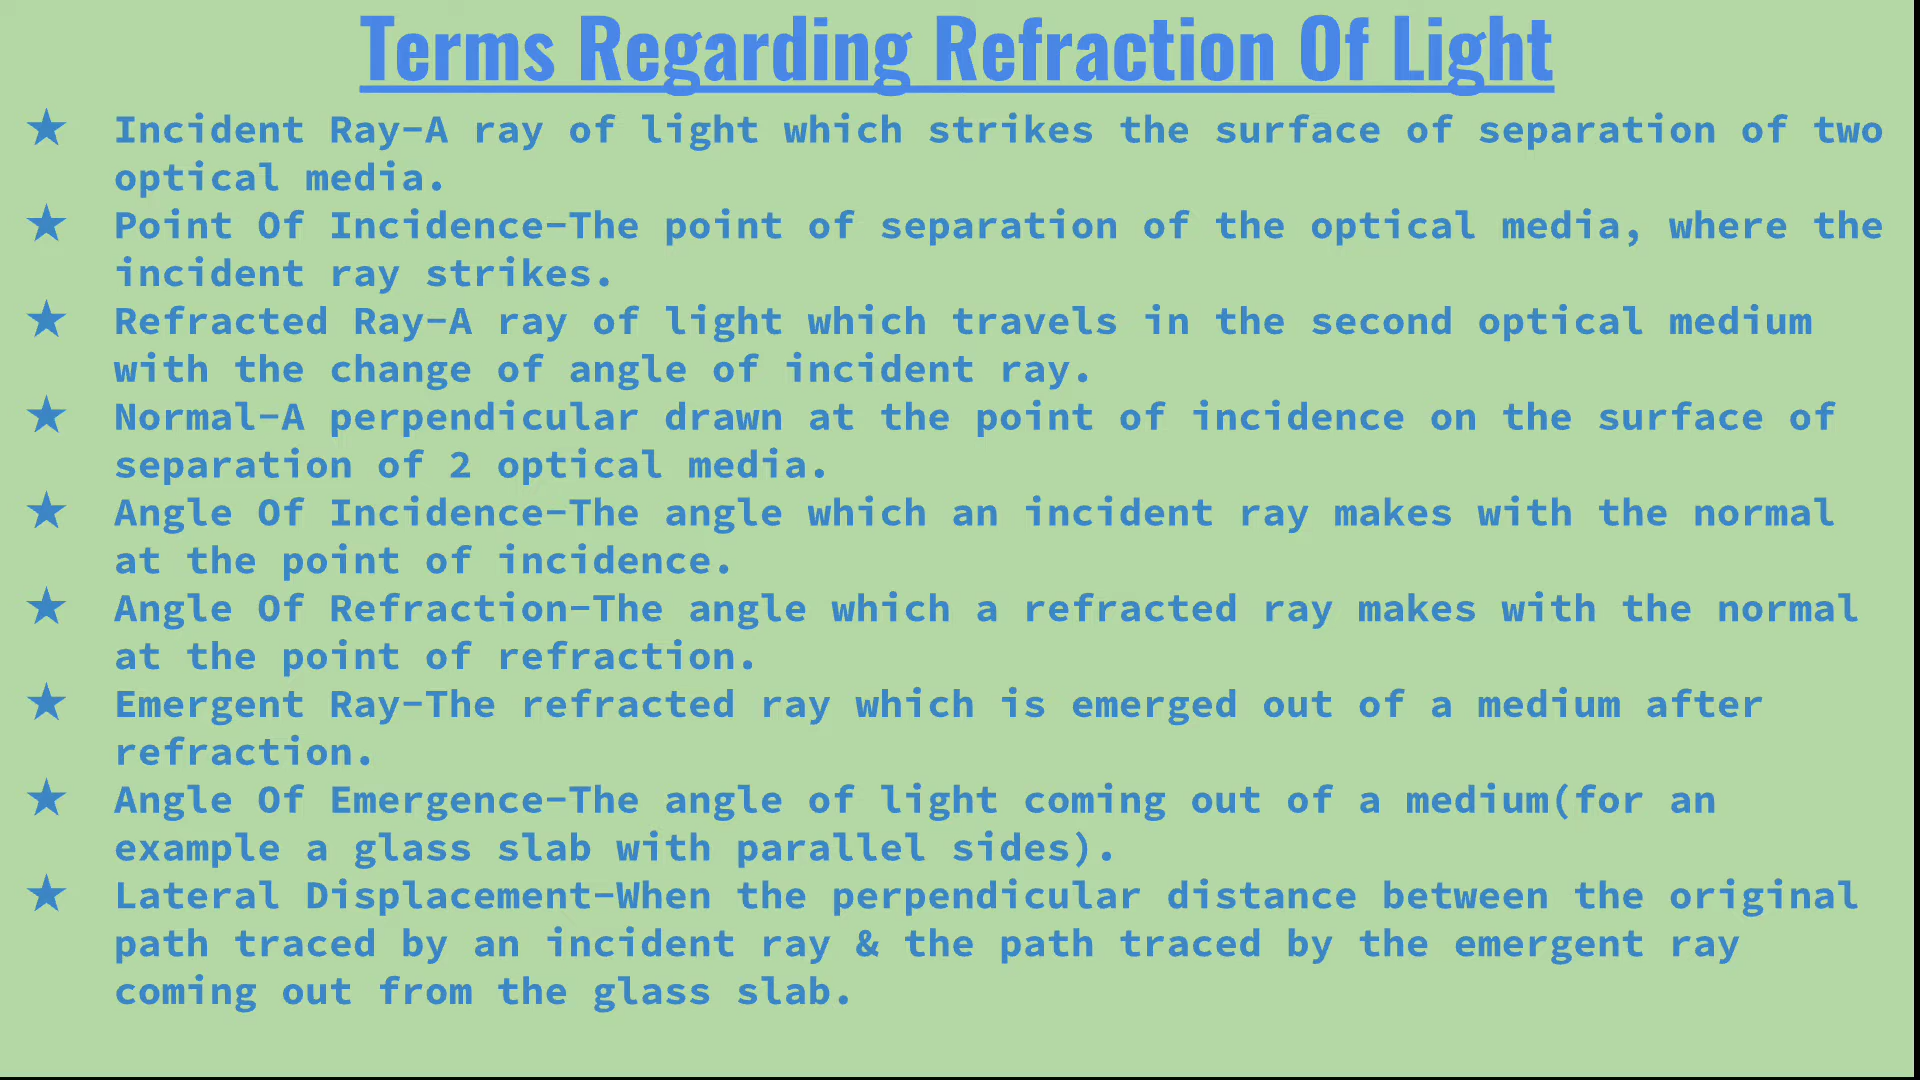 Terms Regarding Refraction Of Light
★ Incident Ray-A ray of light which strikes the surface of separation of two
optical media.
★ Point Of Incidence-The point of separation of the optical media, where the
incident ray strikes.
★ Refracted Ray-A ray of light which travels in the second optical medium
with the change of angle of incident ray.
★ Normal-A perpendicular drawn at the point of incidence on the surface of
separation of 2 optical media.
★ Angle Of Incidence-The angle which an incident ray makes with the normal
at the point of incidence.
★ Angle Of Refraction-The angle which a refracted ray makes with the normal
at the point of refraction.
★ Emergent Ray-The refracted ray which is emerged out of a medium after
refraction.
★ Angle Of Emergence-The angle of light coming out of a medium(for an
example a glass slab with parallel sides).
★ Lateral Displacement-When the perpendicular distance between the original
path traced by an incident ray & the path traced by the emergent ray
coming out from the glass slab.